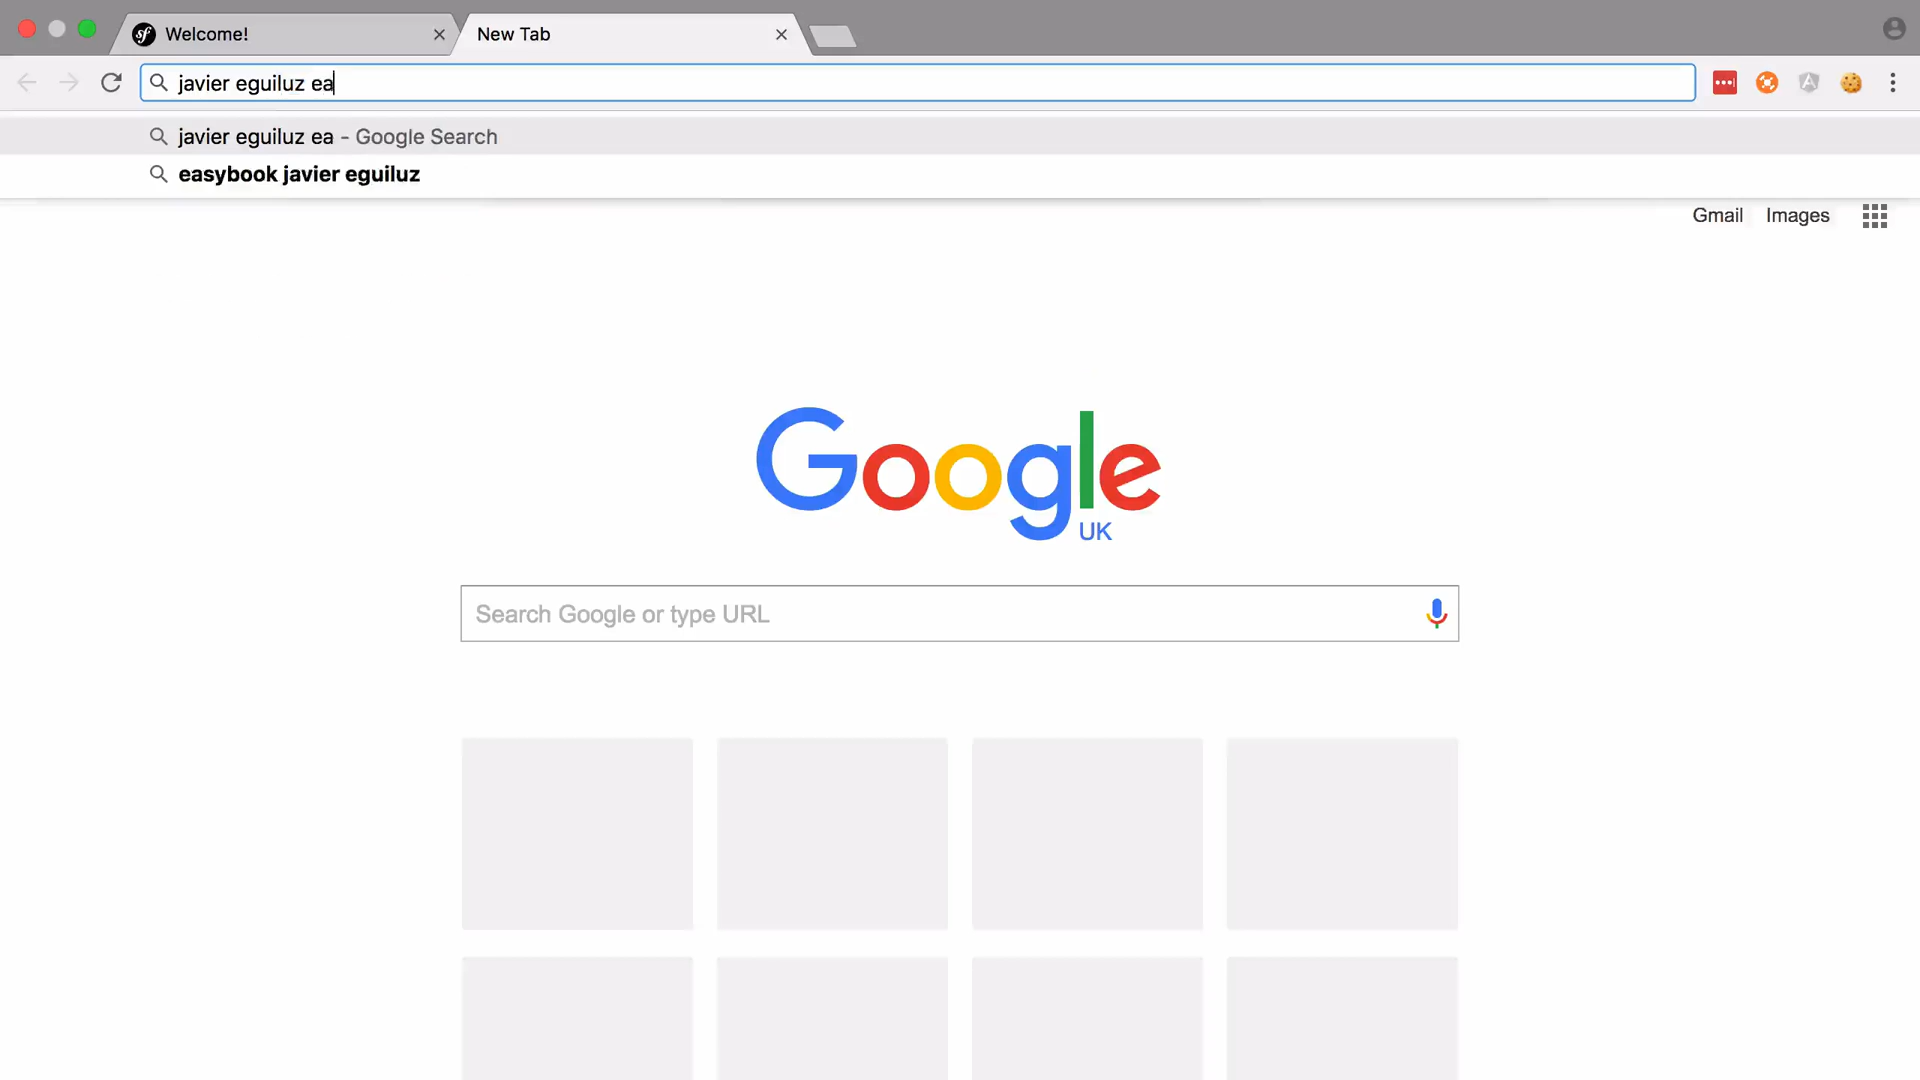 sf Welcome!
New Tab
javier eguiluz ea
javier eguiluz ea - Google Search
easybook javier eguiluz
Gmail Images
Google
UK
Search Google or type URL